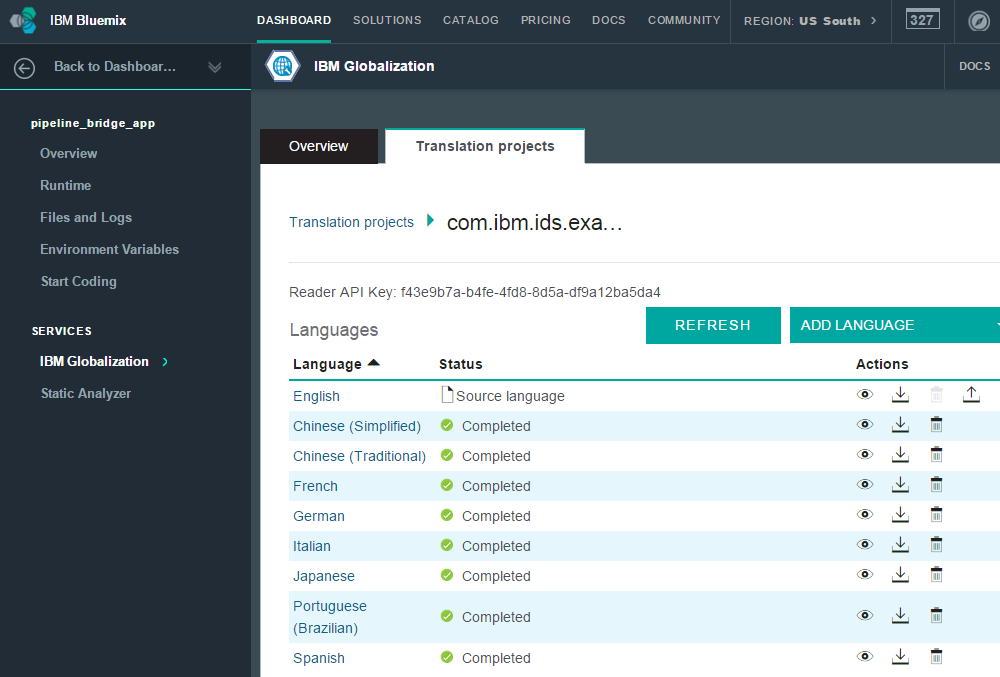 IBM Bluemix
DASHBOARD SOLUTIONS CATALOG PRICING DOCS COMMUNITY REGION: US South 327
Back to Dashboar...
IBM Globalization DOCS
pipeline_bridge_app
Overview
Runtime
Files and Logs
Environment Variables
Start Coding
SERVICES
IBM Globalization
Static Analyzer
Overview Translation projects
Translation projects com.ibm.ids.exa...
Reader API Key: f43e9b7a-b4fe-4fd8-8d5a-df9a12ba5da4
Languages REFRESH ADD LANGUAGE
Language Status Actions
English Source language
Chinese (Simplified) Completed
Chinese (Traditional) Completed
French Completed
German Completed
Italian Completed
Japanese Completed
Portuguese
(Brazilian) Completed
Spanish Completed